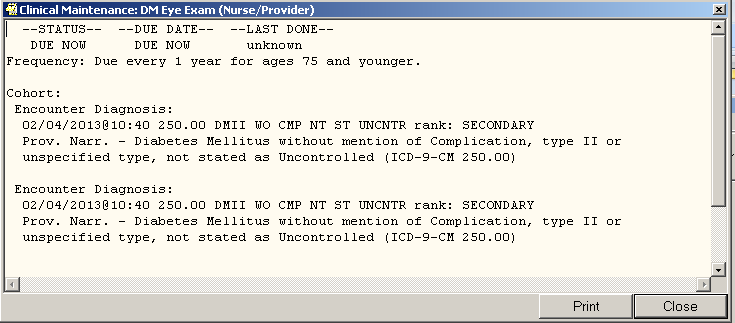 Clinical Maintenance: DM Eye Exam (Nurse/Provider)
--STATUS-- --DUE DATE-- --LAST DONE--
DUE NOW DUE NOW unknown
Frequency: Due every 1 year for ages 75 and younger.
Cohort:
Encounter Diagnosis:
02/04/2013@10:40 250.00 DMII WO CMP NT ST UNCNTR rank: SECONDARY
Prov. Narr. - Diabetes Mellitus without mention of Complication, type II or
unspecified type, not stated as Uncontrolled (ICD-9-CM 250.00)
Encounter Diagnosis:
02/04/2013@10:40 250.00 DMII WO CMP NT ST UNCNTR rank: SECONDARY
Prov. Narr. - Diabetes Mellitus without mention of Complication, type II or
unspecified type, not stated as Uncontrolled (ICD-9-CM 250.00)
Print Close